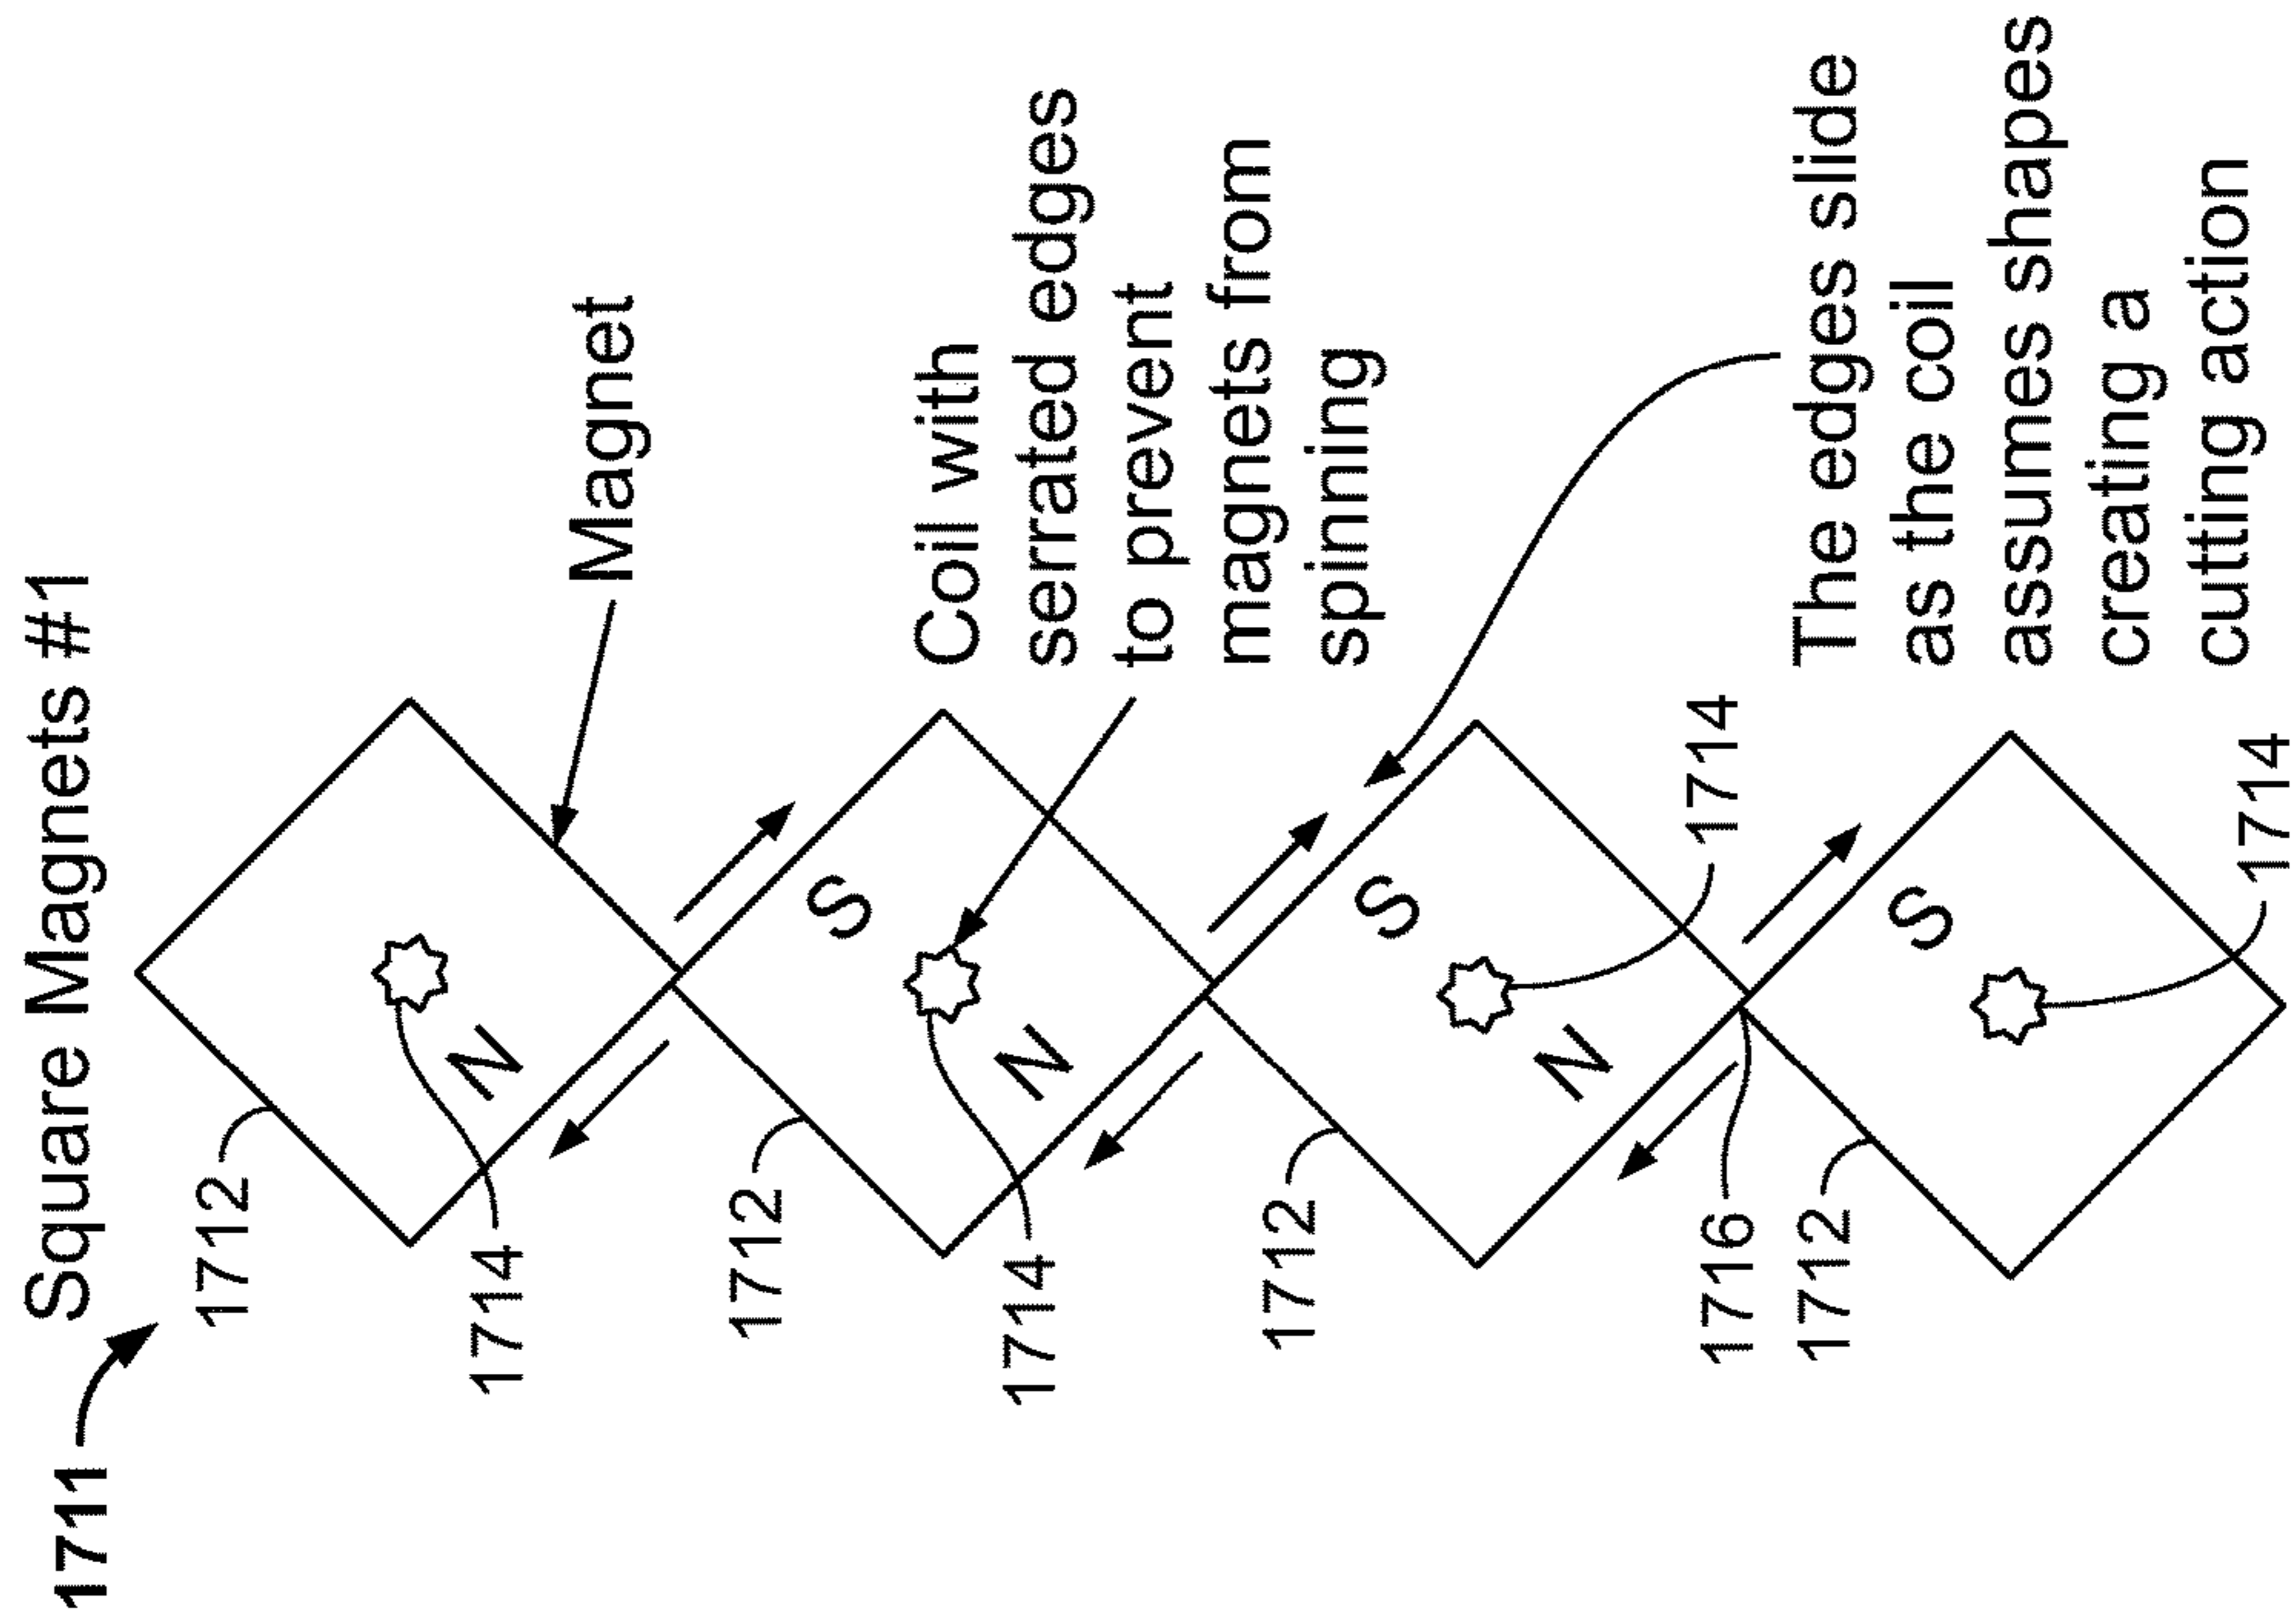 Square Magnets #1
1711
1712
1714
N
Magnet
1712
S
N
1714
Coil with
serrated edges
to prevent
magnets from
spinning
1712
S
N
1714
1716
1712
S
The edges slide
as the coil
assumes shapes
creating a
cutting action
1714